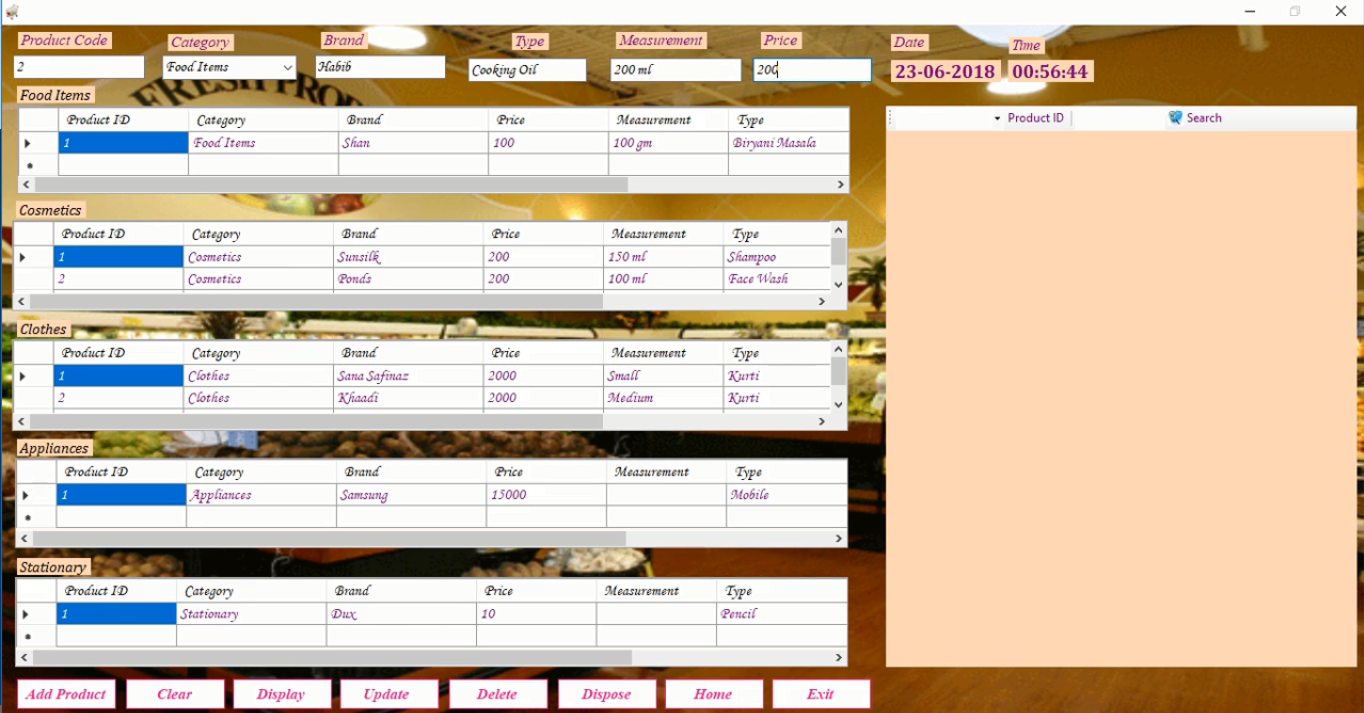 Product Code Category Brand Type Measurement Price Date Time
2 Food Items Habib Cooking Oil 200 ml 200 23-06-2018 00:56:44
FRESH PRO
Food Items
Product ID Category Brand Price Measurement Type
1 Food Items Shan 100 100 gm Biryani Masala
Product ID Search
Cosmetics
Product ID Category Brand Price Measurement Type
1 Cosmetics Sunsilk 200 150 ml Shampoo
2 Cosmetics Ponds 200 100 ml Face Wash
Clothes
Product ID Category Brand Price Measurement Type
1 Clothes Sana Safinaz 2000 Small Kurti
2 Clothes Khaadi 2000 Medium Kurti
Appliances
Product ID Category Brand Price Measurement Type
1 Appliances Samsung 15000 Mobile
Stationary
Product ID Category Brand Price Measurement Type
1 Stationary Dux 10 Pencil
Add Product Clear Display Update Delete Dispose Home Exit